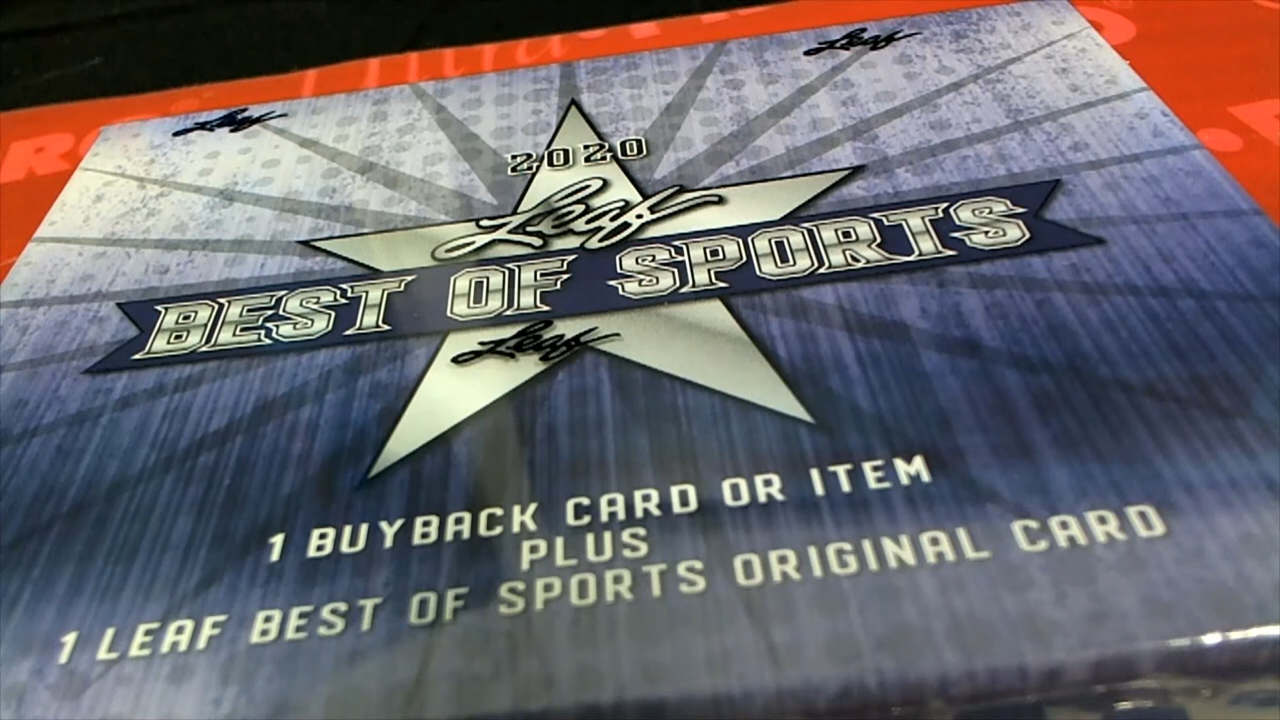 Leaf
Leaf
2020
Leaf
BEST OF SPORTS
Leaf
1 BUYBACK CARD OR ITEM
PLUS
1 LEAF BEST OF SPORTS ORIGINAL CARD